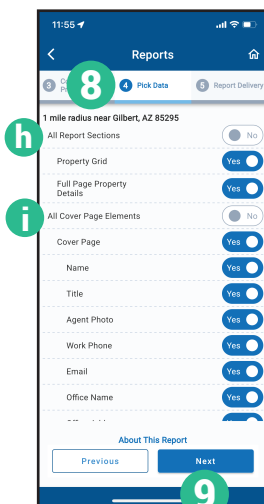 11:55
Reports
3
8
4 Pick Data
5 Report Delivery
1 mile radius near Gilbert, AZ 85295
h
All Report Sections No
Property Grid Yes
Full Page Property
Details Yes
i
All Cover Page Elements No
Cover Page Yes
Name Yes
Title Yes
Agent Photo Yes
Work Phone Yes
Email Yes
Office Name Yes
About This Report
Previous Next
9